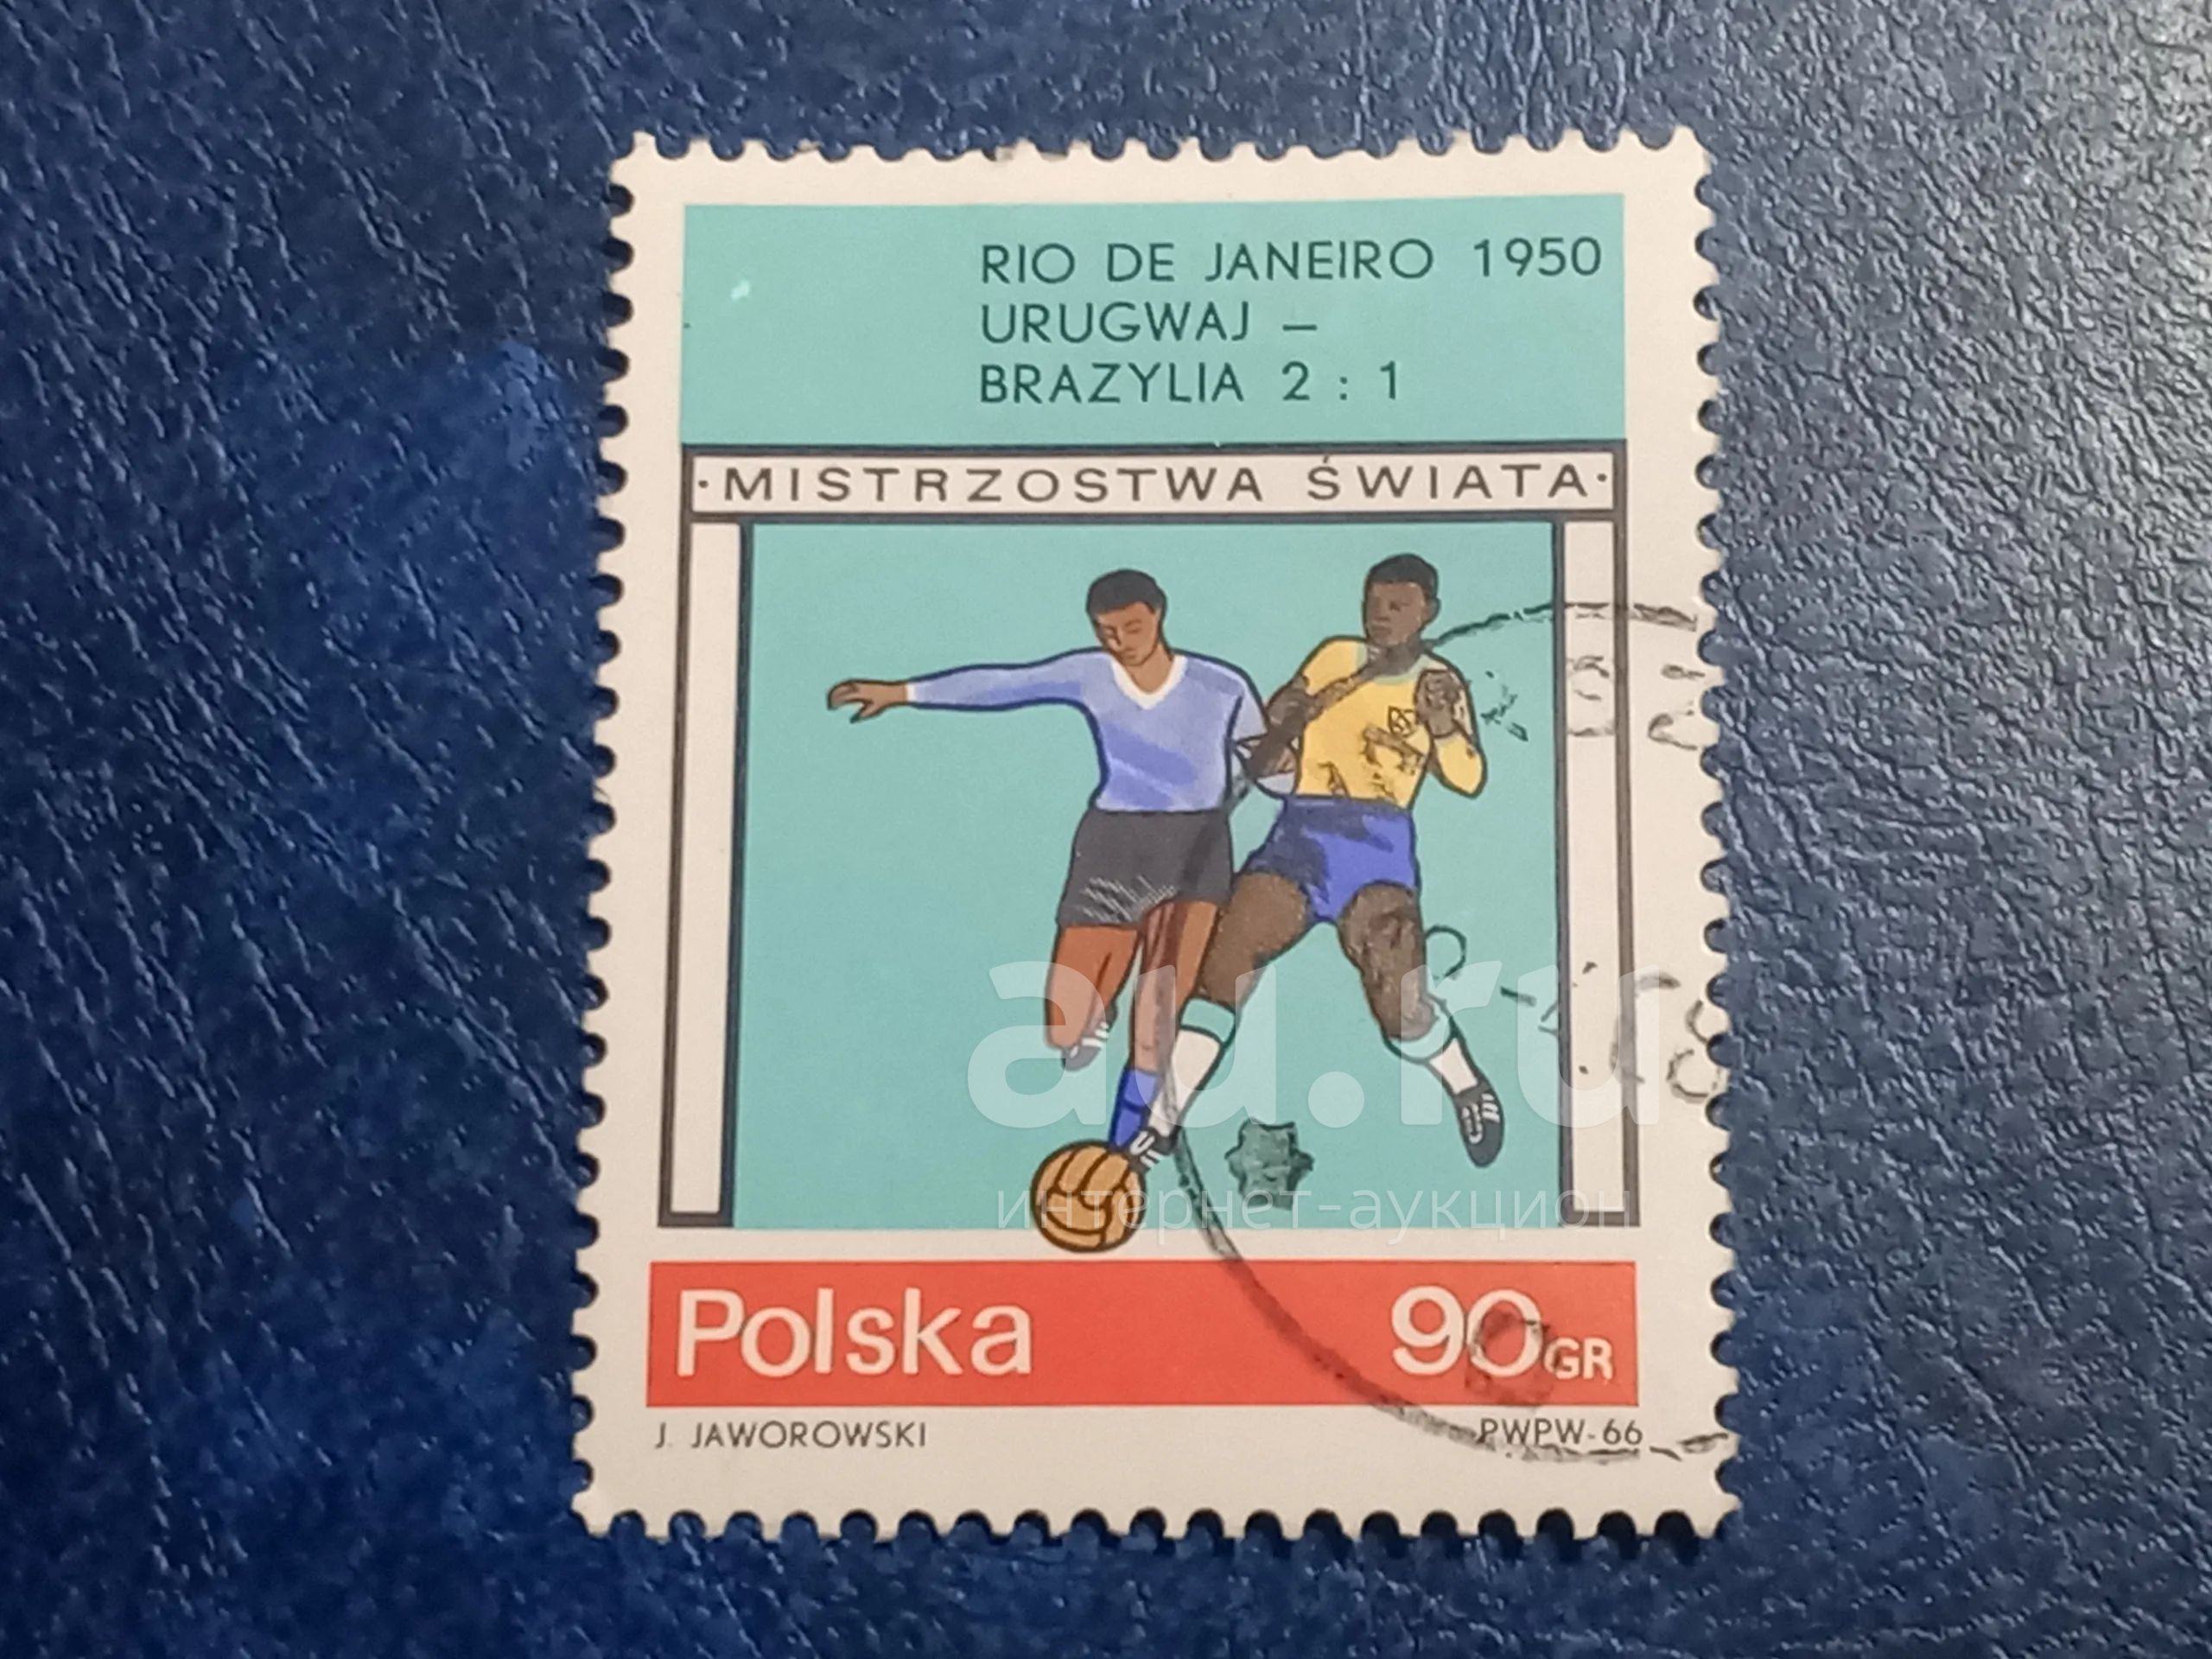 RIO DE JANEIRO 1950
URUGWAJ –
BRAZYLIA 2 : 1
·MISTRZOSTWA ŚWIATA·
au.ru
интернет-аукцион
Polska 90GR
J. JAWOROWSKI PWPW-66